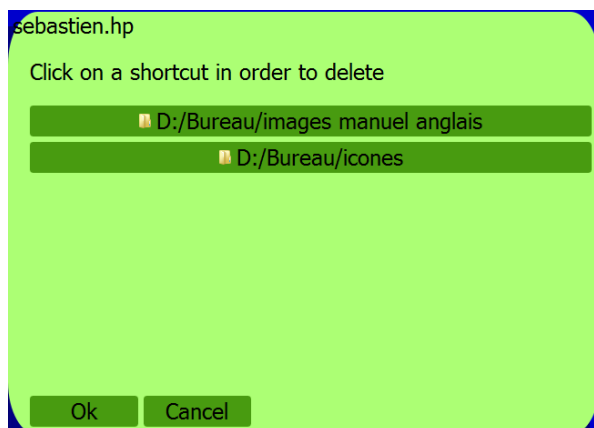 sebastien.hp
Click on a shortcut in order to delete
D:/Bureau/images manuel anglais
D:/Bureau/icones
Ok Cancel